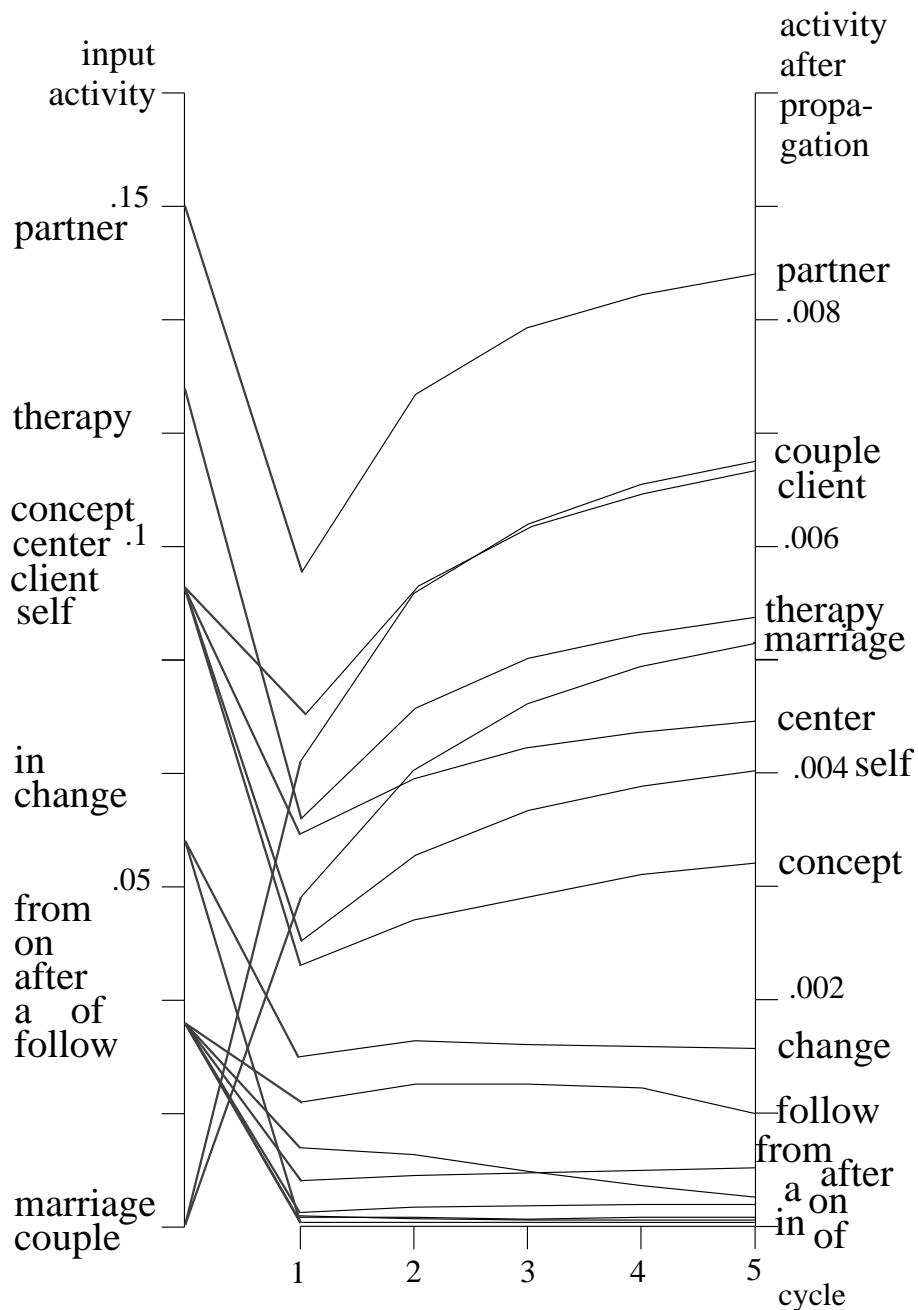 input
activity
.15
partner
therapy
concept
center .1
client
self
in
change
.05
from
on
after
a of
follow
marriage
couple
activity
after
propa-
gation
partner
.008
couple
client
.006
therapy
marriage
center
.004 self
concept
.002
change
follow
from
after
a on
in of
1 2 3 4 5
cycle